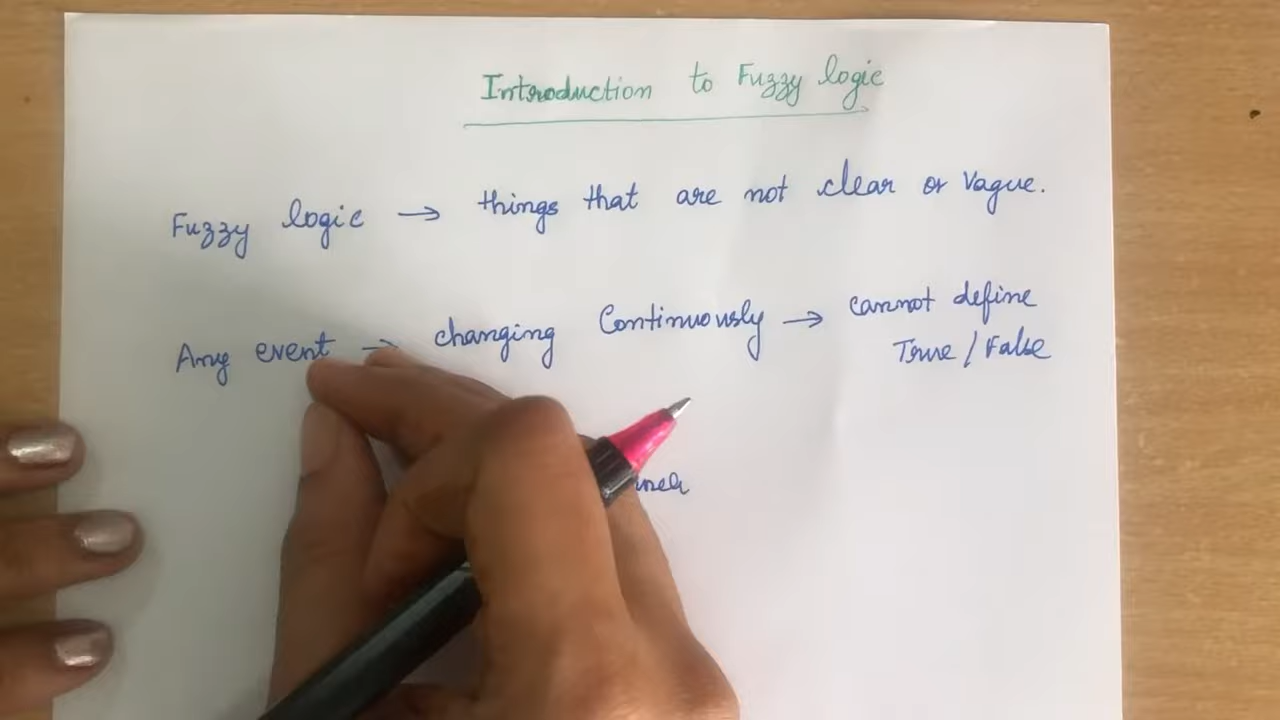 Introduction to Fuzzy logic
Fuzzy logic → things that are not clear or Vague.
Any event → changing Continuously → cannot define
True / False